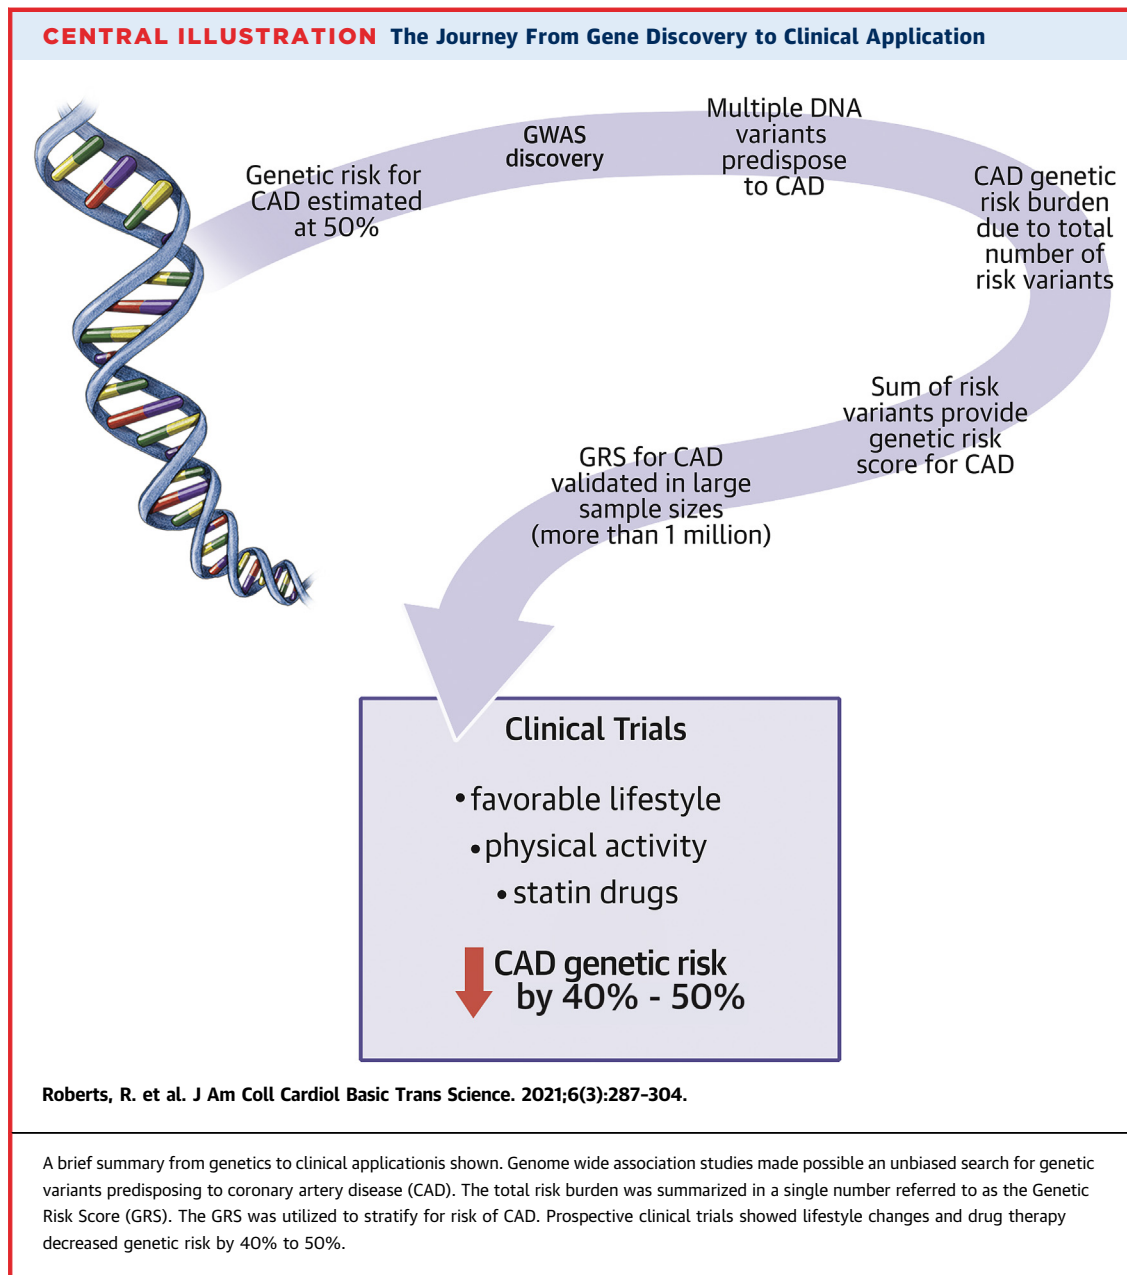 CENTRAL ILLUSTRATION The Journey From Gene Discovery to Clinical Application
Genetic risk for
CAD estimated
at 50%
GWAS
discovery
Multiple DNA
variants
predispose
to CAD
CAD genetic
risk burden
due to total
number of
risk variants
Sum of risk
variants provide
genetic risk
score for CAD
GRS for CAD
validated in large
sample sizes
(more than 1 million)
Clinical Trials
• favorable lifestyle
• physical activity
• statin drugs
CAD genetic risk
by 40% - 50%
Roberts, R. et al. J Am Coll Cardiol Basic Trans Science. 2021;6(3):287–304.
A brief summary from genetics to clinical applicationis shown. Genome wide association studies made possible an unbiased search for genetic
variants predisposing to coronary artery disease (CAD). The total risk burden was summarized in a single number referred to as the Genetic
Risk Score (GRS). The GRS was utilized to stratify for risk of CAD. Prospective clinical trials showed lifestyle changes and drug therapy
decreased genetic risk by 40% to 50%.